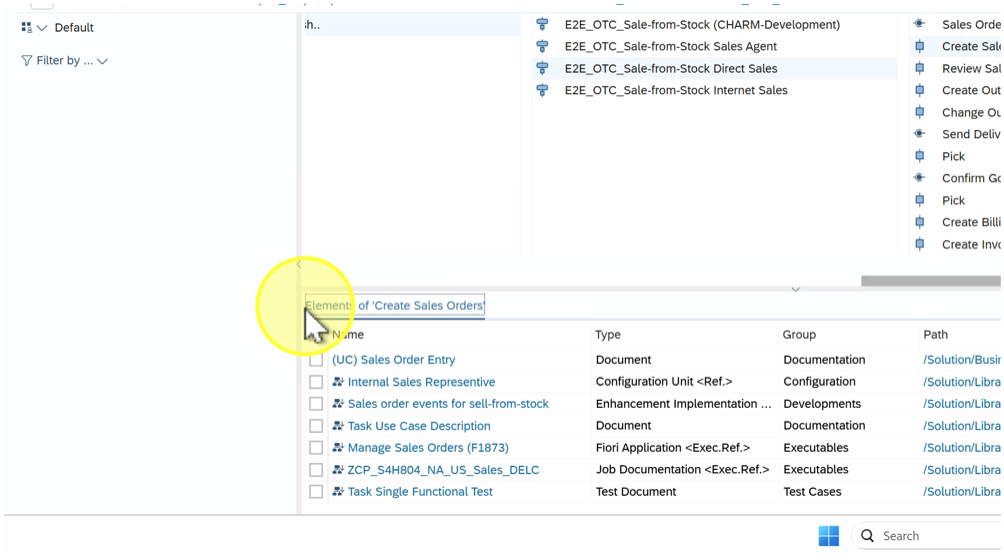 Default
Filter by ...
sh..
E2E_OTC_Sale-from-Stock (CHARM-Development)
E2E_OTC_Sale-from-Stock Sales Agent
E2E_OTC_Sale-from-Stock Direct Sales
E2E_OTC_Sale-from-Stock Internet Sales
Sales Orde
Create Sale
Review Sal
Create Out
Change Ou
Send Deliv
Pick
Confirm Go
Pick
Create Billi
Create Invo
Elements of 'Create Sales Orders'
Name Type Group Path
(UC) Sales Order Entry Document Documentation /Solution/Busin
Internal Sales Representative Configuration Unit <Ref.> Configuration /Solution/Libra
Sales order events for sell-from-stock Enhancement Implementation ... Developments /Solution/Libra
Task Use Case Description Document Documentation /Solution/Libra
Manage Sales Orders (F1873) Fiori Application <Exec.Ref.> Executables /Solution/Libra
ZCP_S4H804_NA_US_Sales_DELC Job Documentation <Exec.Ref.> Executables /Solution/Libra
Task Single Functional Test Test Document Test Cases /Solution/Libra
Search